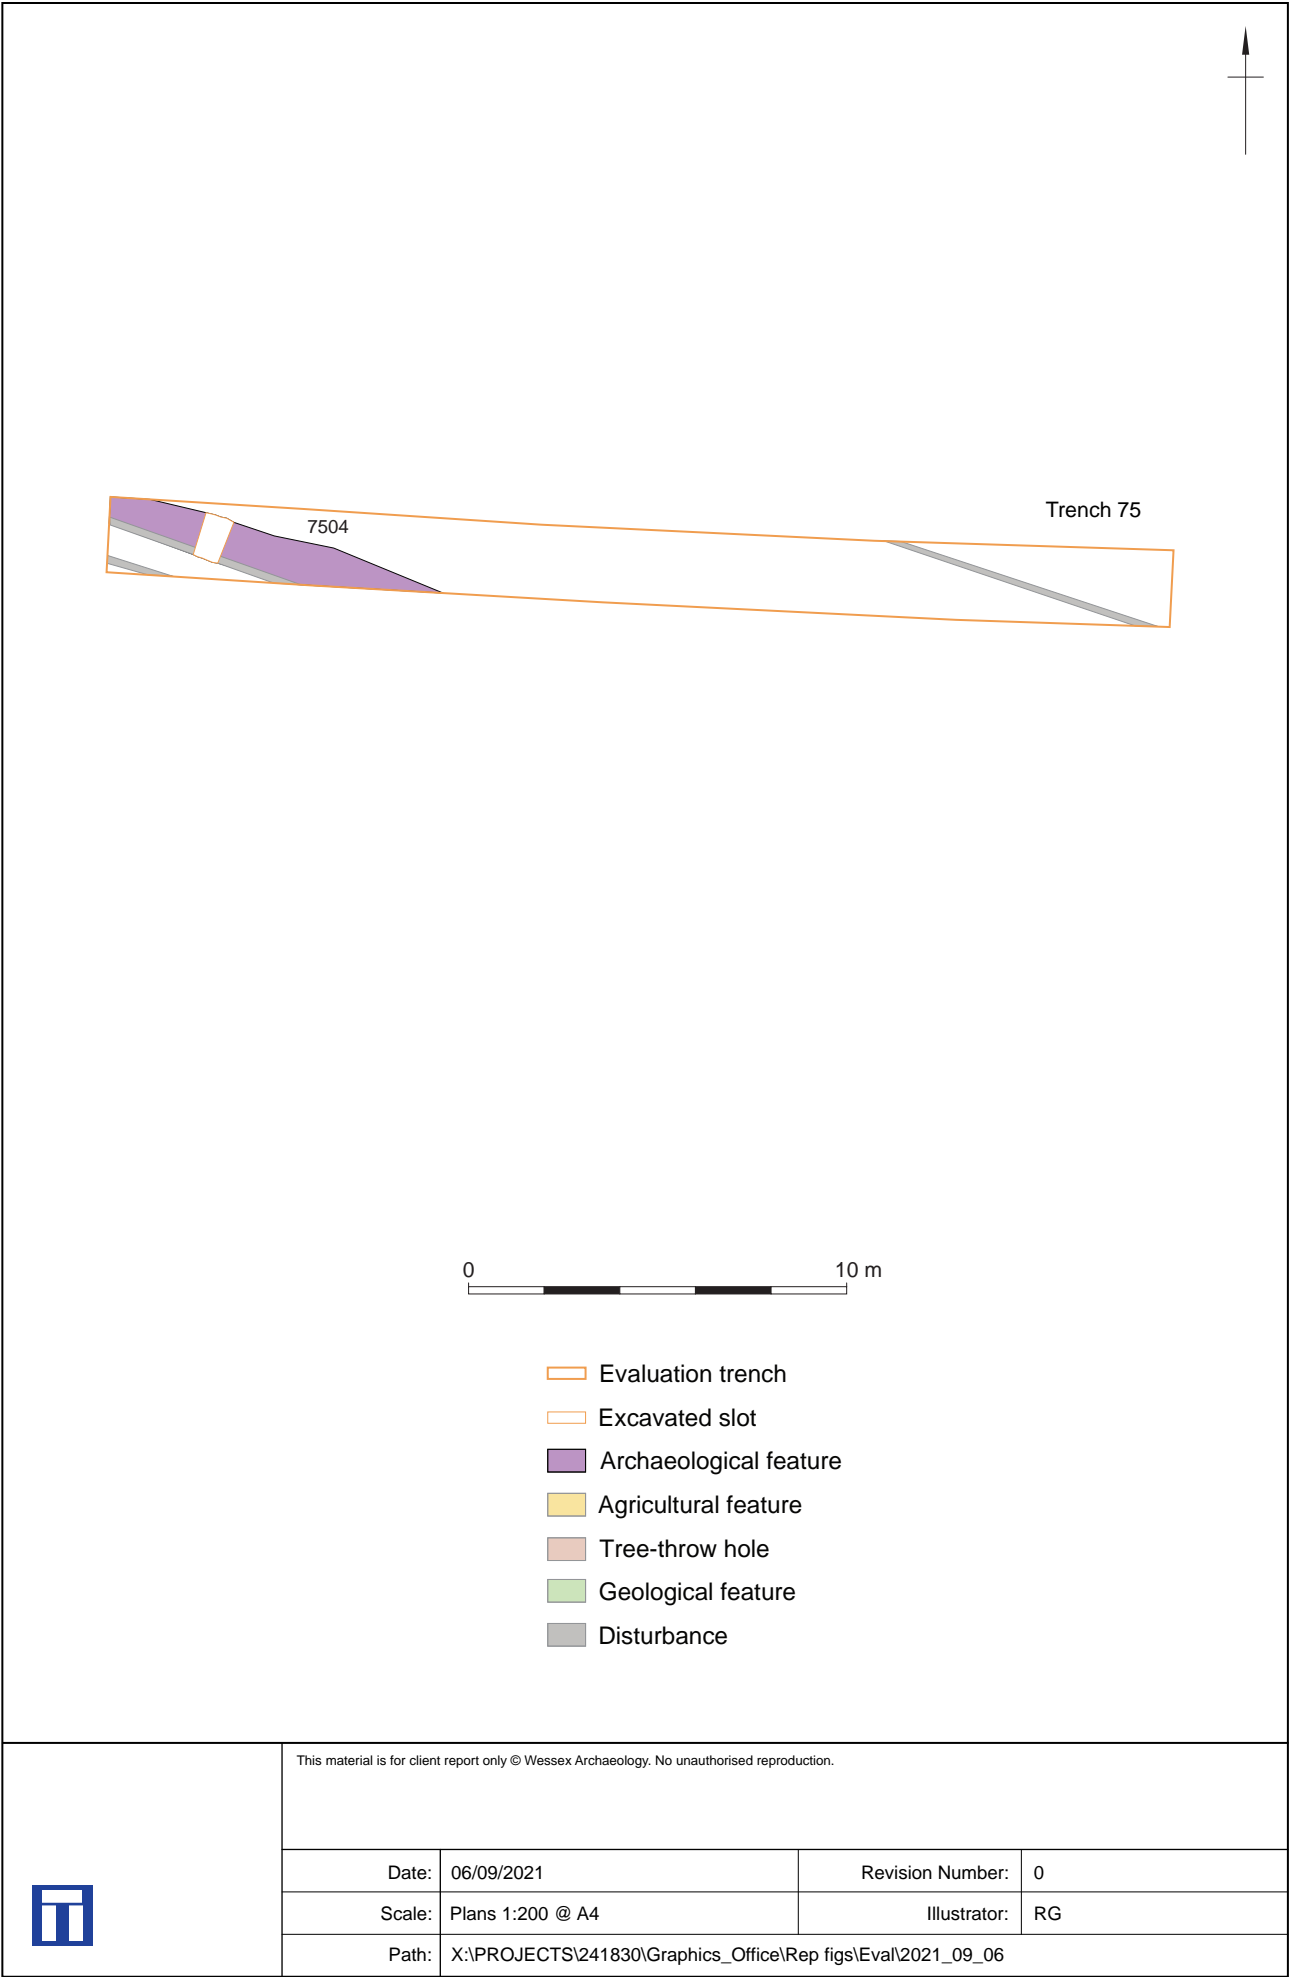 Trench 75
7504
0 10 m
Evaluation trench
Excavated slot
Archaeological feature
Agricultural feature
Tree-throw hole
Geological feature
Disturbance
This material is for client report only © Wessex Archaeology. No unauthorised reproduction.
Date: 06/09/2021 Revision Number: 0
Scale: Plans 1:200 @ A4 Illustrator: RG
Path: X:\PROJECTS\241830\Graphics_Office\Rep figs\Eval\2021_09_06